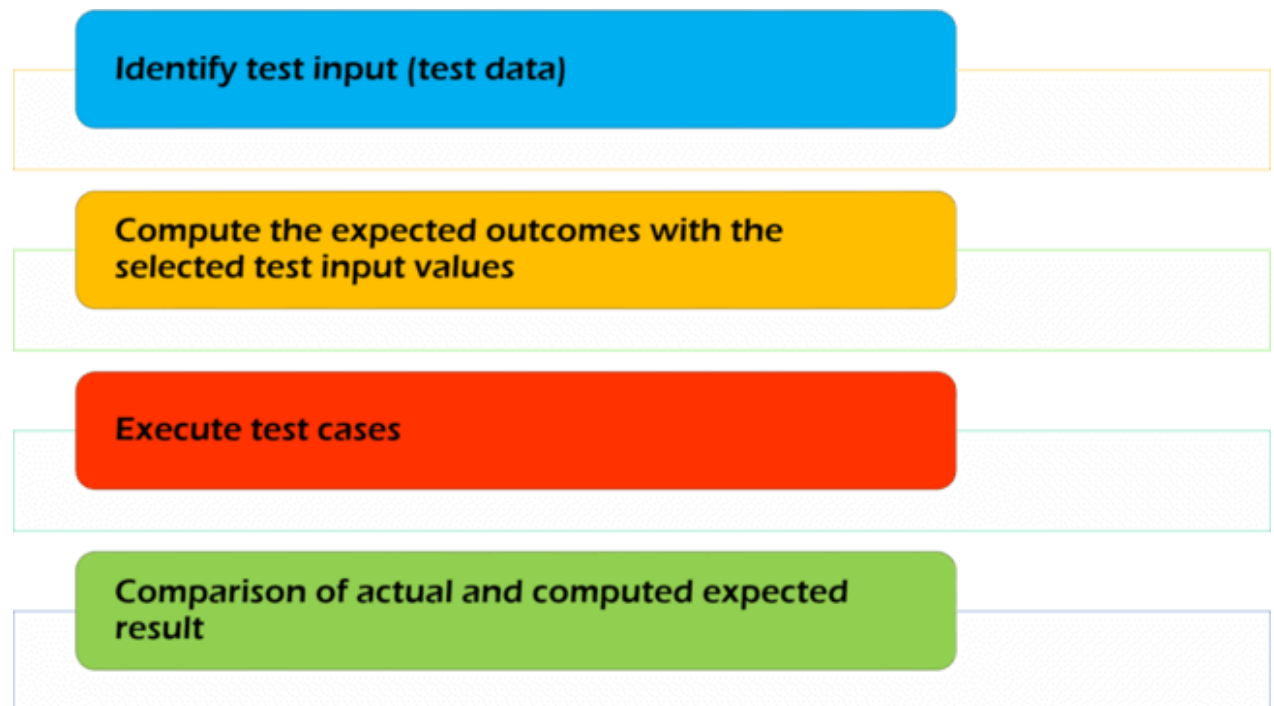 Identify test input (test data)
Compute the expected outcomes with the
selected test input values
Execute test cases
Comparison of actual and computed expected
result